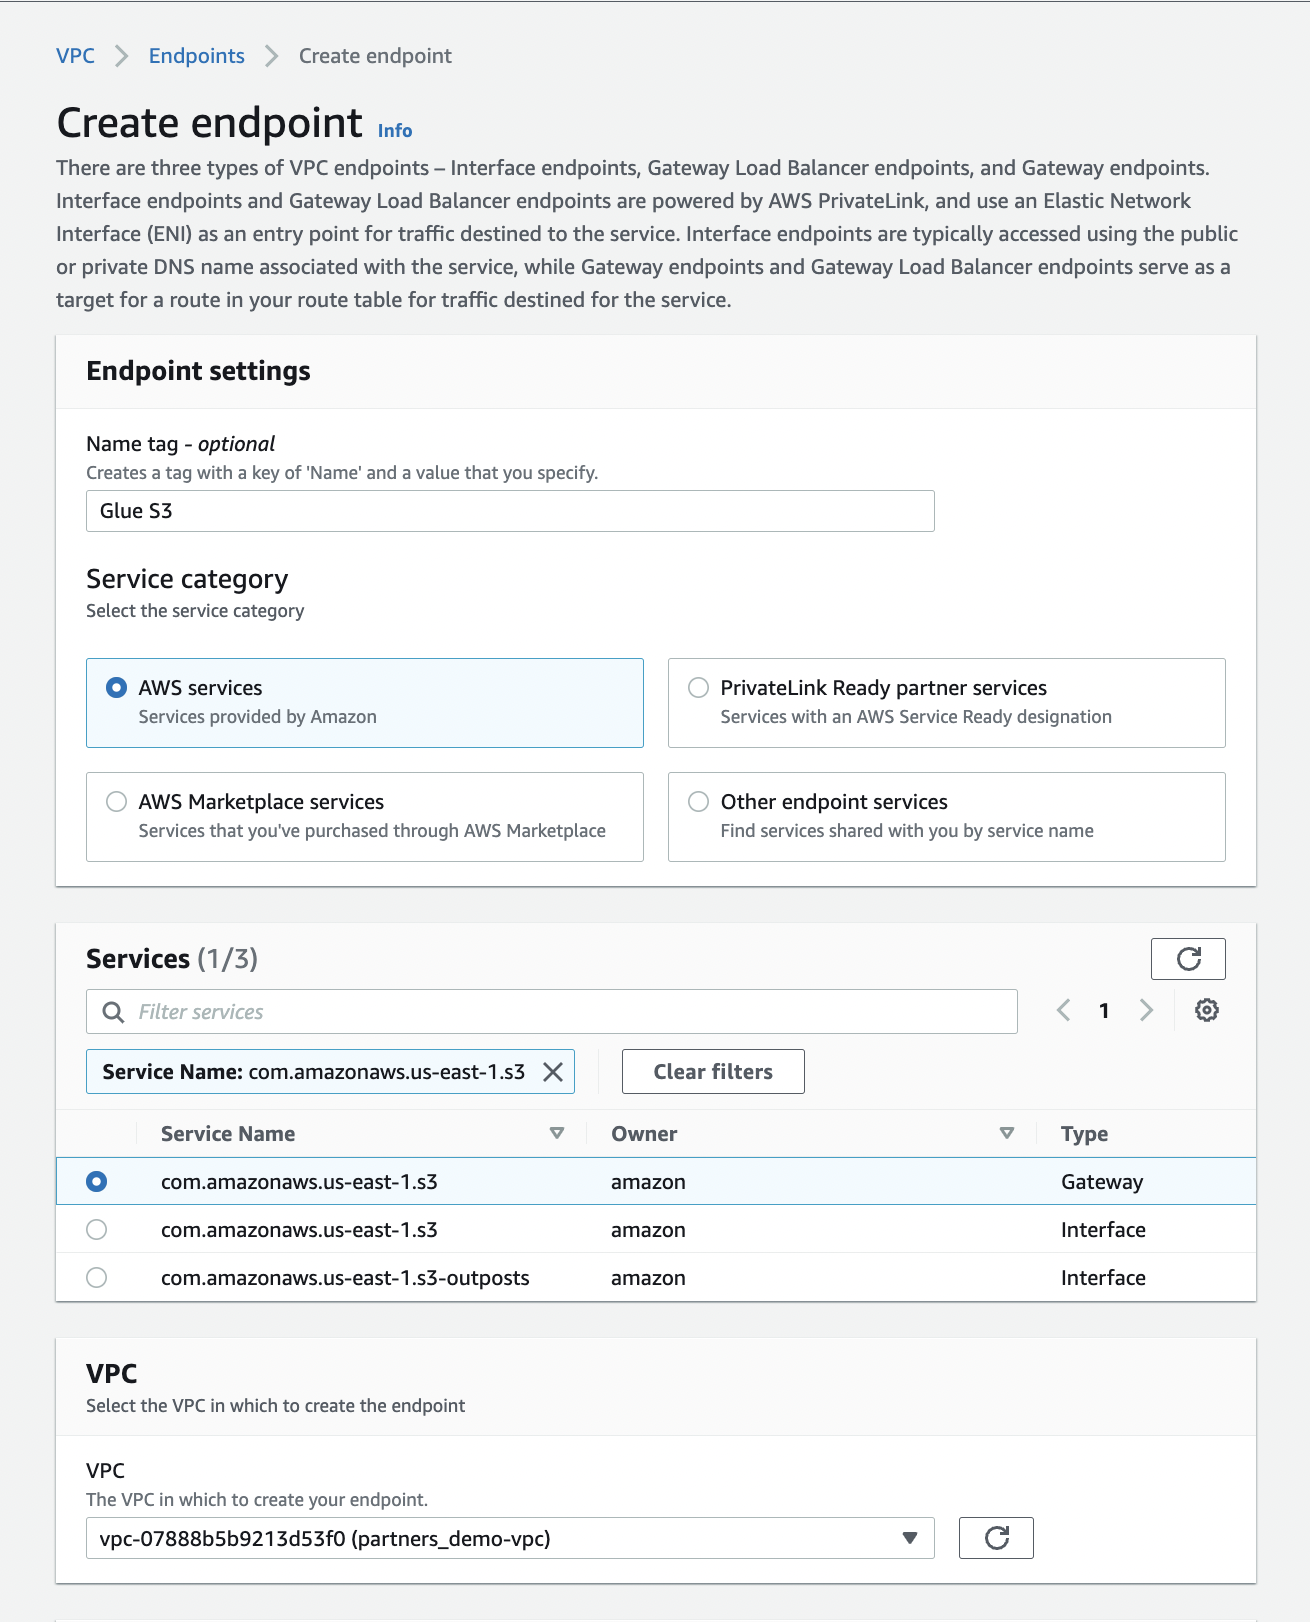 VPC > Endpoints > Create endpoint
Create endpoint Info
There are three types of VPC endpoints – Interface endpoints, Gateway Load Balancer endpoints, and Gateway endpoints.
Interface endpoints and Gateway Load Balancer endpoints are powered by AWS PrivateLink, and use an Elastic Network
Interface (ENI) as an entry point for traffic destined to the service. Interface endpoints are typically accessed using the public
or private DNS name associated with the service, while Gateway endpoints and Gateway Load Balancer endpoints serve as a
target for a route in your route table for traffic destined for the service.
Endpoint settings
Name tag - optional
Creates a tag with a key of 'Name' and a value that you specify.
Glue S3
Service category
Select the service category
AWS services
Services provided by Amazon
PrivateLink Ready partner services
Services with an AWS Service Ready designation
AWS Marketplace services
Services that you've purchased through AWS Marketplace
Other endpoint services
Find services shared with you by service name
Services (1/3)
Filter services
1
Service Name: com.amazonaws.us-east-1.s3
Clear filters
Service Name Owner Type
com.amazonaws.us-east-1.s3 amazon Gateway
com.amazonaws.us-east-1.s3 amazon Interface
com.amazonaws.us-east-1.s3-outposts amazon Interface
VPC
Select the VPC in which to create the endpoint
VPC
The VPC in which to create your endpoint.
vpc-07888b5b9213d53f0 (partners_demo-vpc)